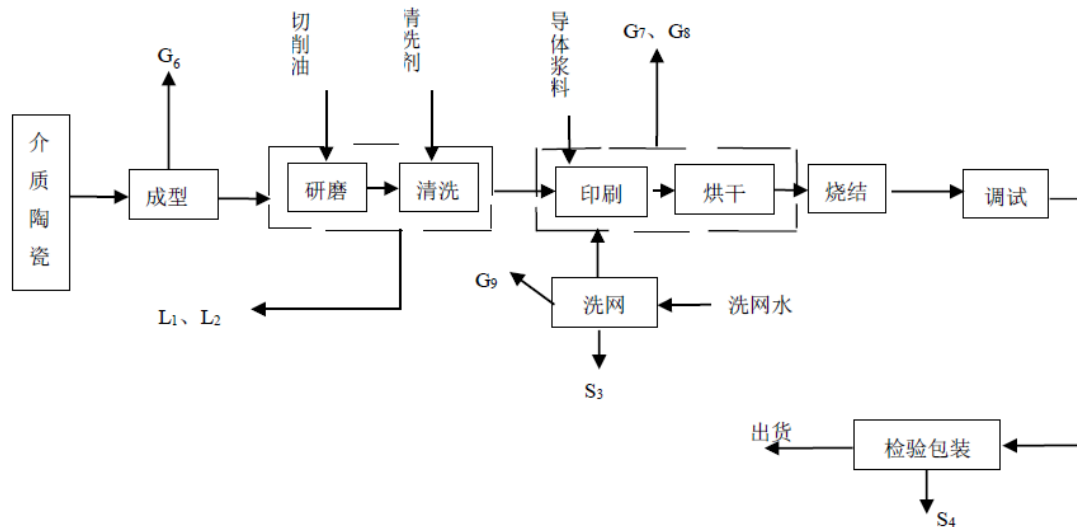 切削油
清洗剂
导体浆料
G₇、G₈
G₆
介质陶瓷
成型
研磨
清洗
印刷
烘干
烧结
调试
G₉
洗网
洗网水
L₁、L₂
S₃
出货
检验包装
S₄